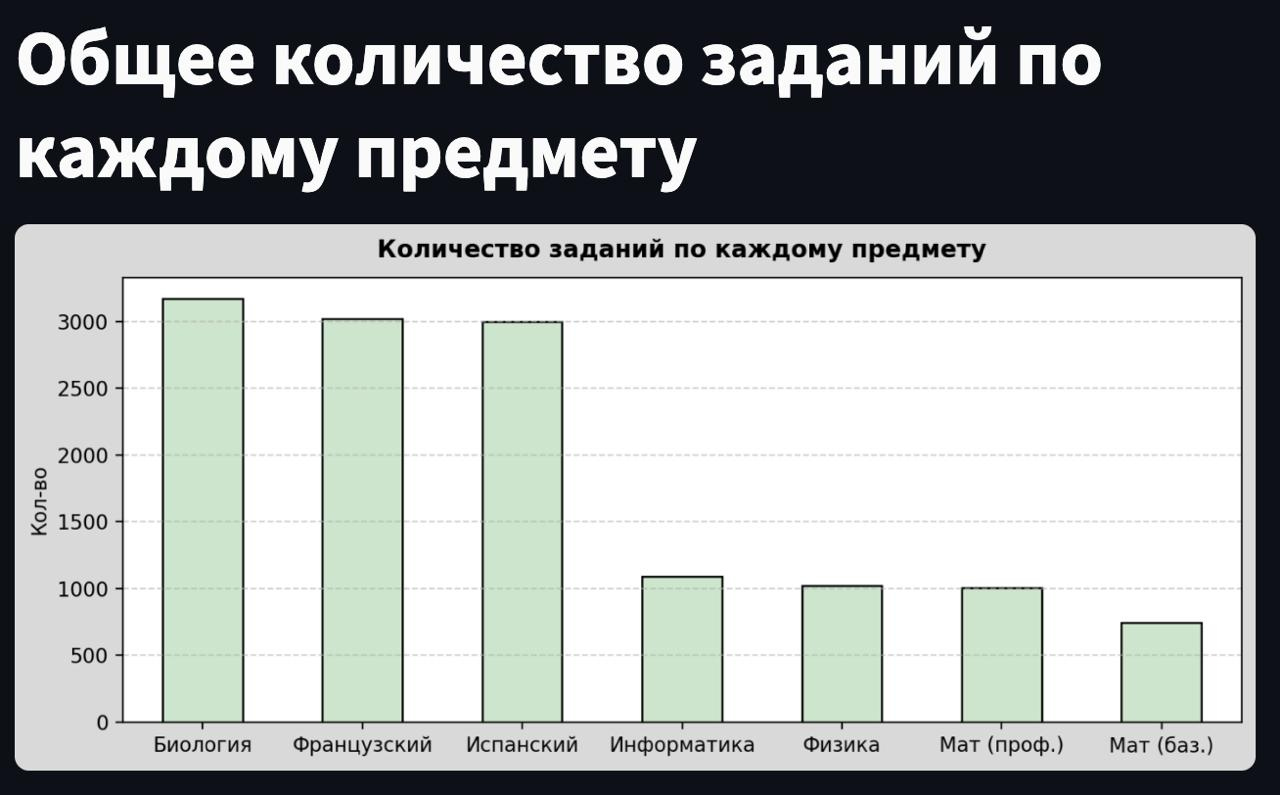 Общее количество заданий по
каждому предмету
Количество заданий по каждому предмету
Кол-во
3000
2500
2000
1500
1000
500
0
Биология Французский Испанский Информатика Физика Мат (проф.) Мат (баз.)